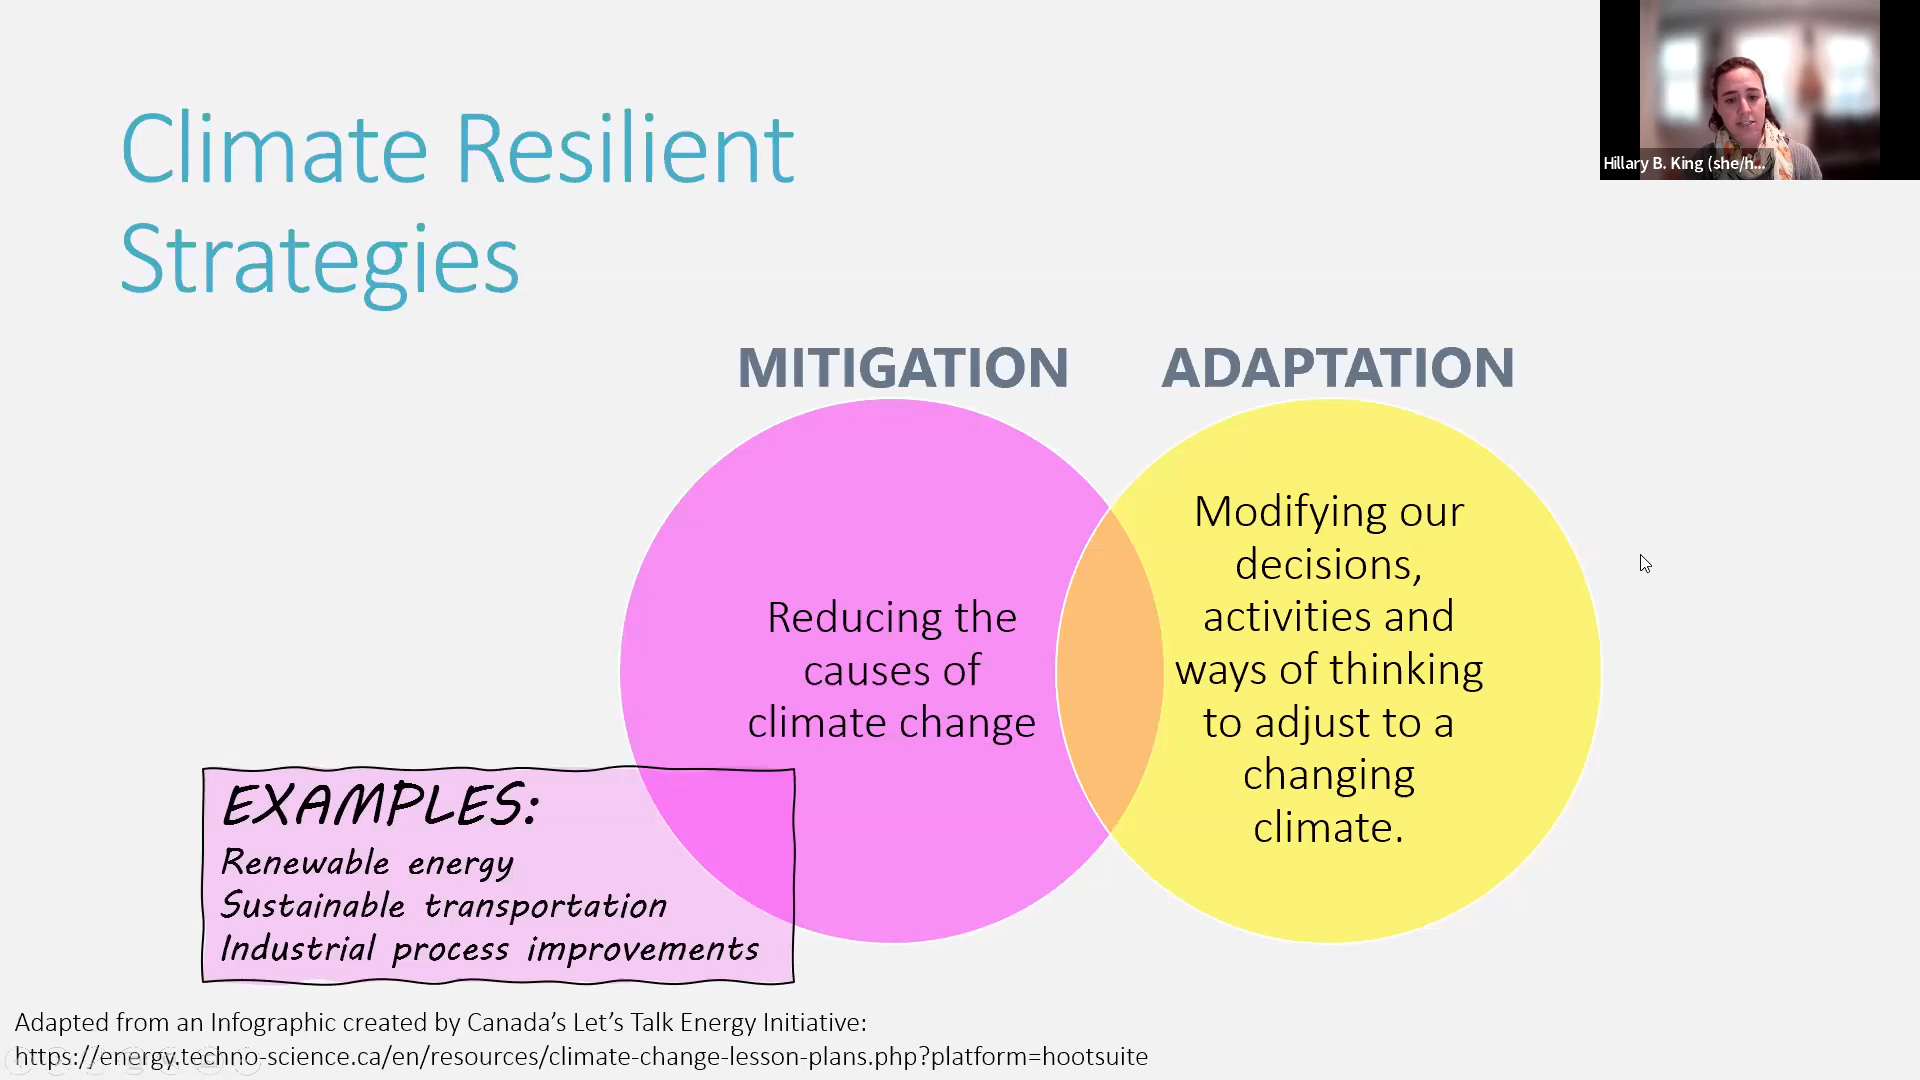 Climate Resilient
Strategies
Hillary B. King (she/h...
MITIGATION
ADAPTATION
Reducing the
causes of
climate change
Modifying our
decisions,
activities and
ways of thinking
to adjust to a
changing
climate.
EXAMPLES:
Renewable energy
Sustainable transportation
Industrial process improvements
Adapted from an Infographic created by Canada’s Let’s Talk Energy Initiative:
https://energy.techno-science.ca/en/resources/climate-change-lesson-plans.php?platform=hootsuite